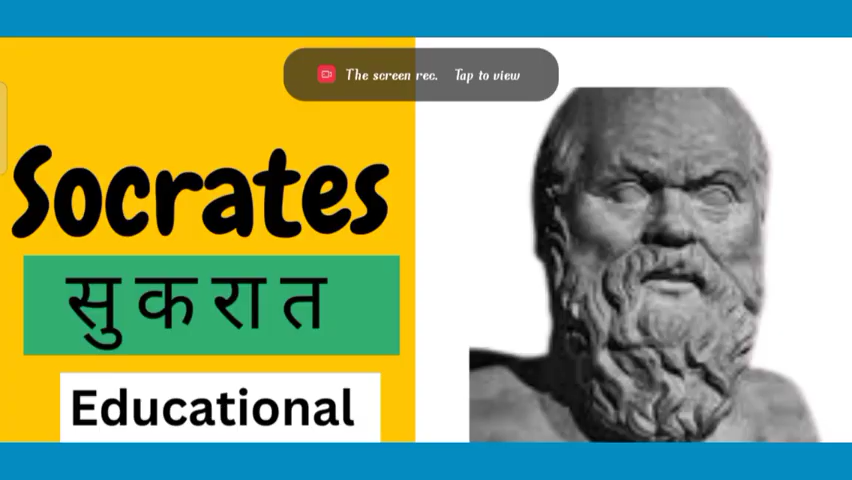 The screen rec. Tap to view
Socrates
सुकरात
Educational